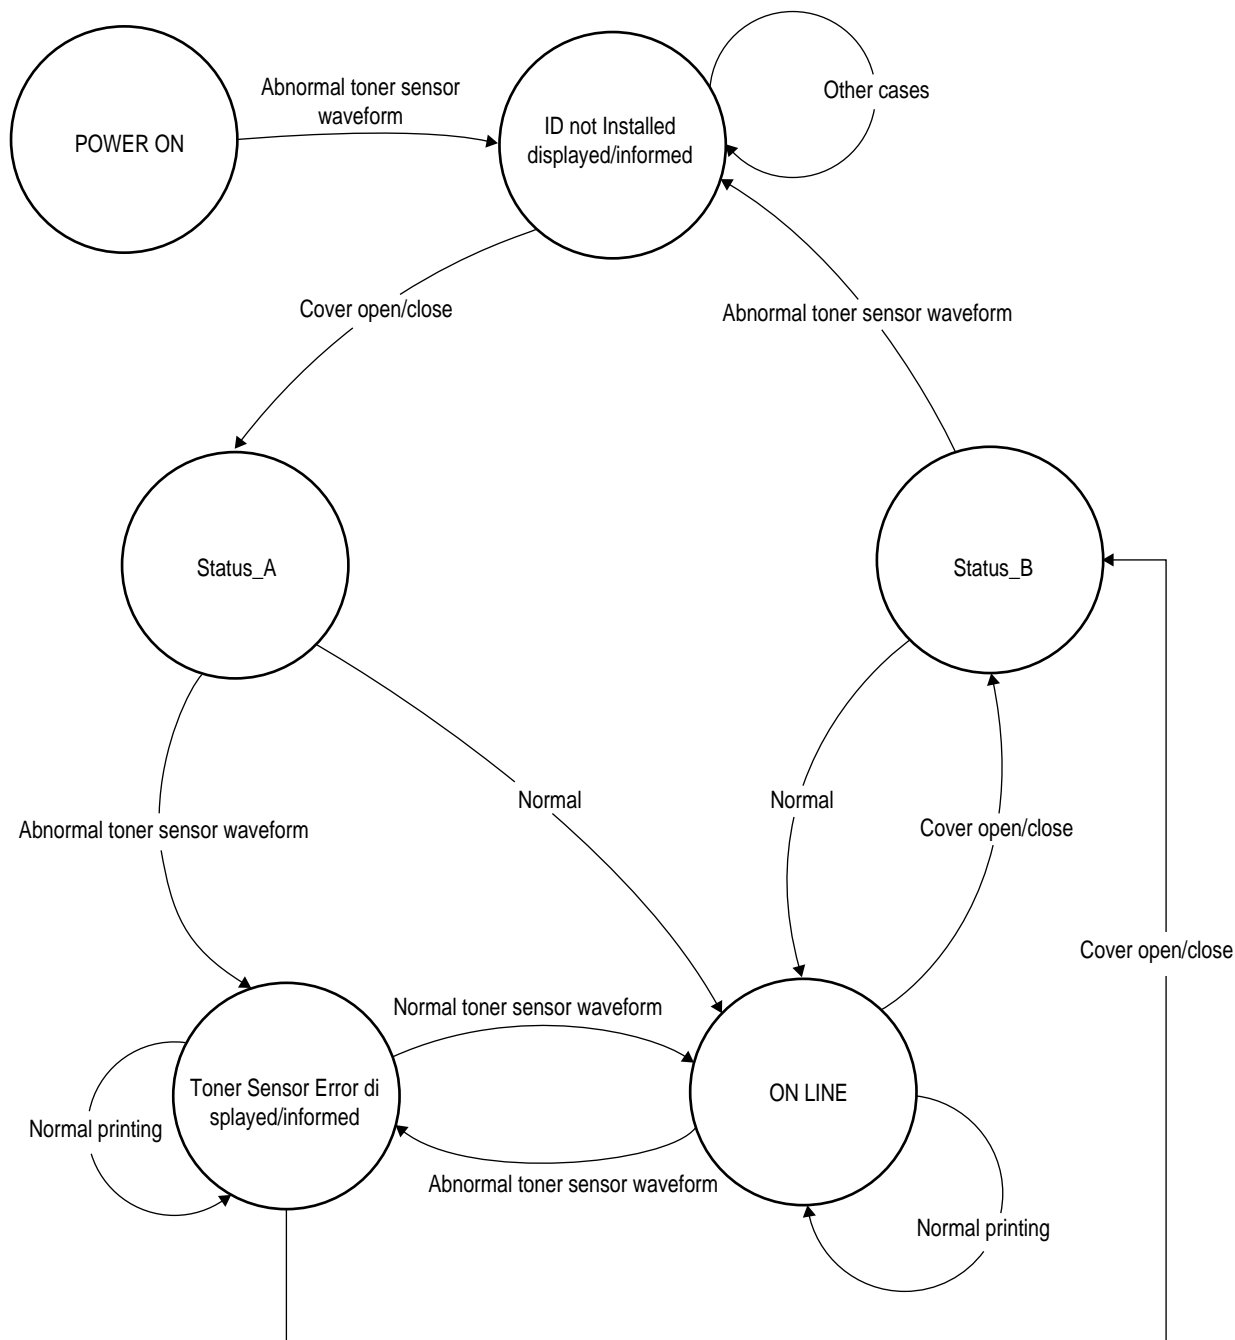 Abnormal toner sensor
waveform
POWER ON
ID not Installed
displayed/informed
Other cases
Cover open/close
Abnormal toner sensor waveform
Status_A
Status_B
Normal
Normal
Abnormal toner sensor waveform
Cover open/close
Cover open/close
Normal toner sensor waveform
Toner Sensor Error di
splayed/informed
ON LINE
Normal printing
Abnormal toner sensor waveform
Normal printing